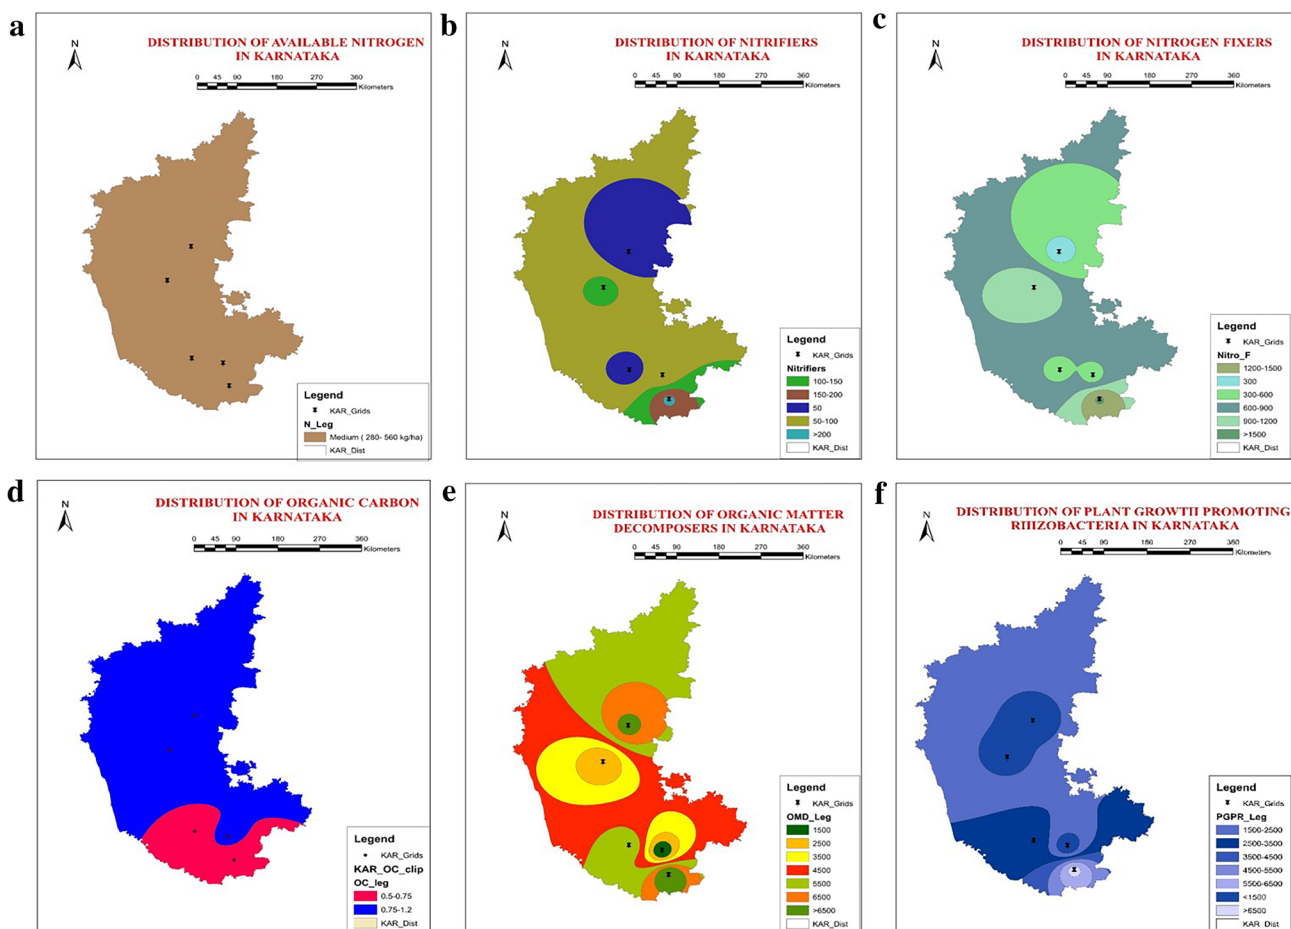 a
N
DISTRIBUTION OF AVAILABLE NITROGEN
IN KARNATAKA
0 45 90 180 270 360
Kilometers
Legend
KAR_Grids
N_Leg
Medium ( 280- 560 kg/ha)
KAR_Dist
b
N
DISTRIBUTION OF NITRIFIERS
IN KARNATAKA
0 45 90 180 270 360
Kilometers
Legend
KAR_Grids
Nitrifiers
100-150
150-200
50
50-100
>200
KAR_Dist
c
N
DISTRIBUTION OF NITROGEN FIXERS
IN KARNATAKA
0 45 90 180 270 360
Kilometers
Legend
KAR_Grids
Nitro_F
1200-1500
300
300-600
600-900
900-1200
>1500
KAR_Dist
d
N
DISTRIBUTION OF ORGANIC CARBON
IN KARNATAKA
0 45 90 180 270 360
Kilometers
Legend
KAR_Grids
KAR_OC_clip
OC_leg
0.5-0.75
0.75-1.2
KAR_Dist
e
N
DISTRIBUTION OF ORGANIC MATTER
DECOMPOSERS IN KARNATAKA
0 45 90 180 270 360
Kilometers
Legend
KAR_Grids
OMD_Leg
1500
2500
3500
4500
5500
6500
>6500
KAR_Dist
f
N
DISTRIBUTION OF PLANT GROWTH PROMOTING
RHIZOBACTERIA IN KARNATAKA
0 45 90 180 270 360
Kilometers
Legend
KAR_Grids
PGPR_Leg
1500-2500
2500-3500
3500-4500
4500-5500
5500-6500
<1500
>6500
KAR_Dist